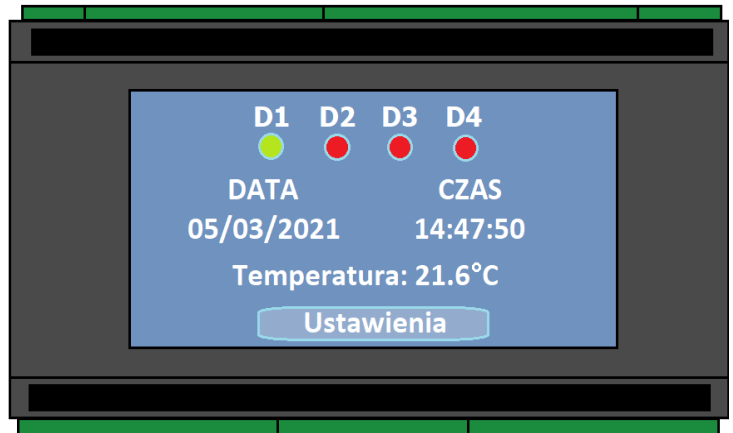 D1 D2 D3 D4
DATA CZAS
05/03/2021 14:47:50
Temperatura: 21.6°C
Ustawienia